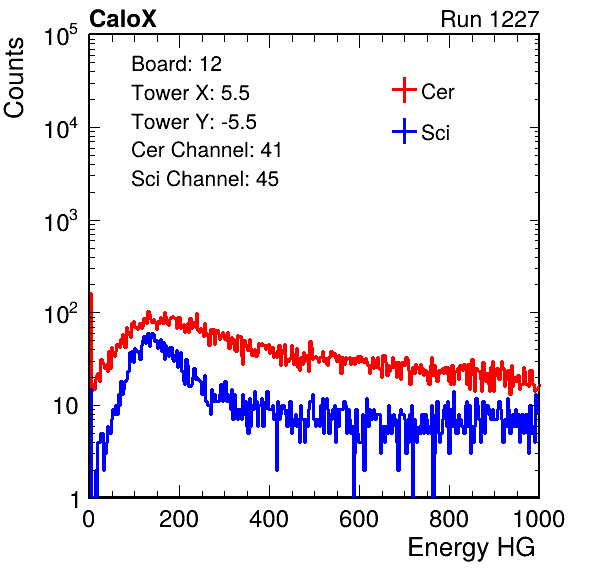 CaloX Run 1227
Counts
10^5
10^4
10^3
10^2
10
1
Board: 12
Tower X: 5.5
Tower Y: -5.5
Cer Channel: 41
Sci Channel: 45
Cer
Sci
0 200 400 600 800 1000
Energy HG